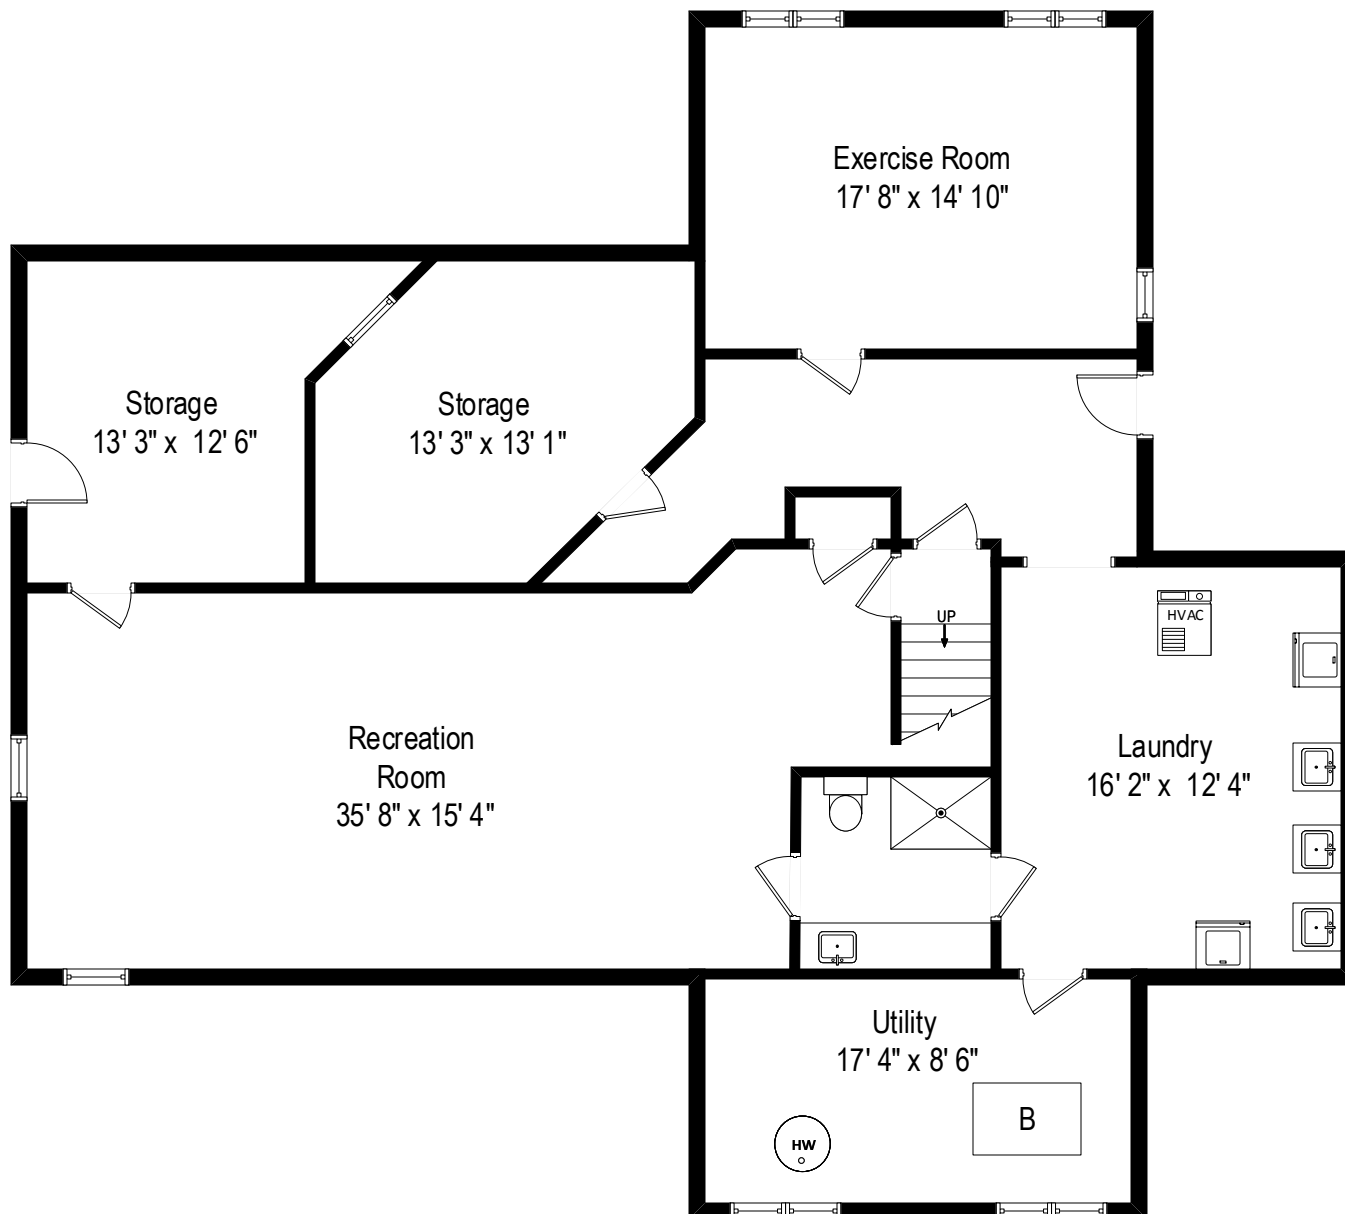 Exercise Room
17' 8" x 14' 10"
Storage
13' 3" x 12' 6"
Storage
13' 3" x 13' 1"
HVAC
UP
Recreation
Room
35' 8" x 15' 4"
Laundry
16' 2" x 12' 4"
Utility
17' 4" x 8' 6"
B
HW